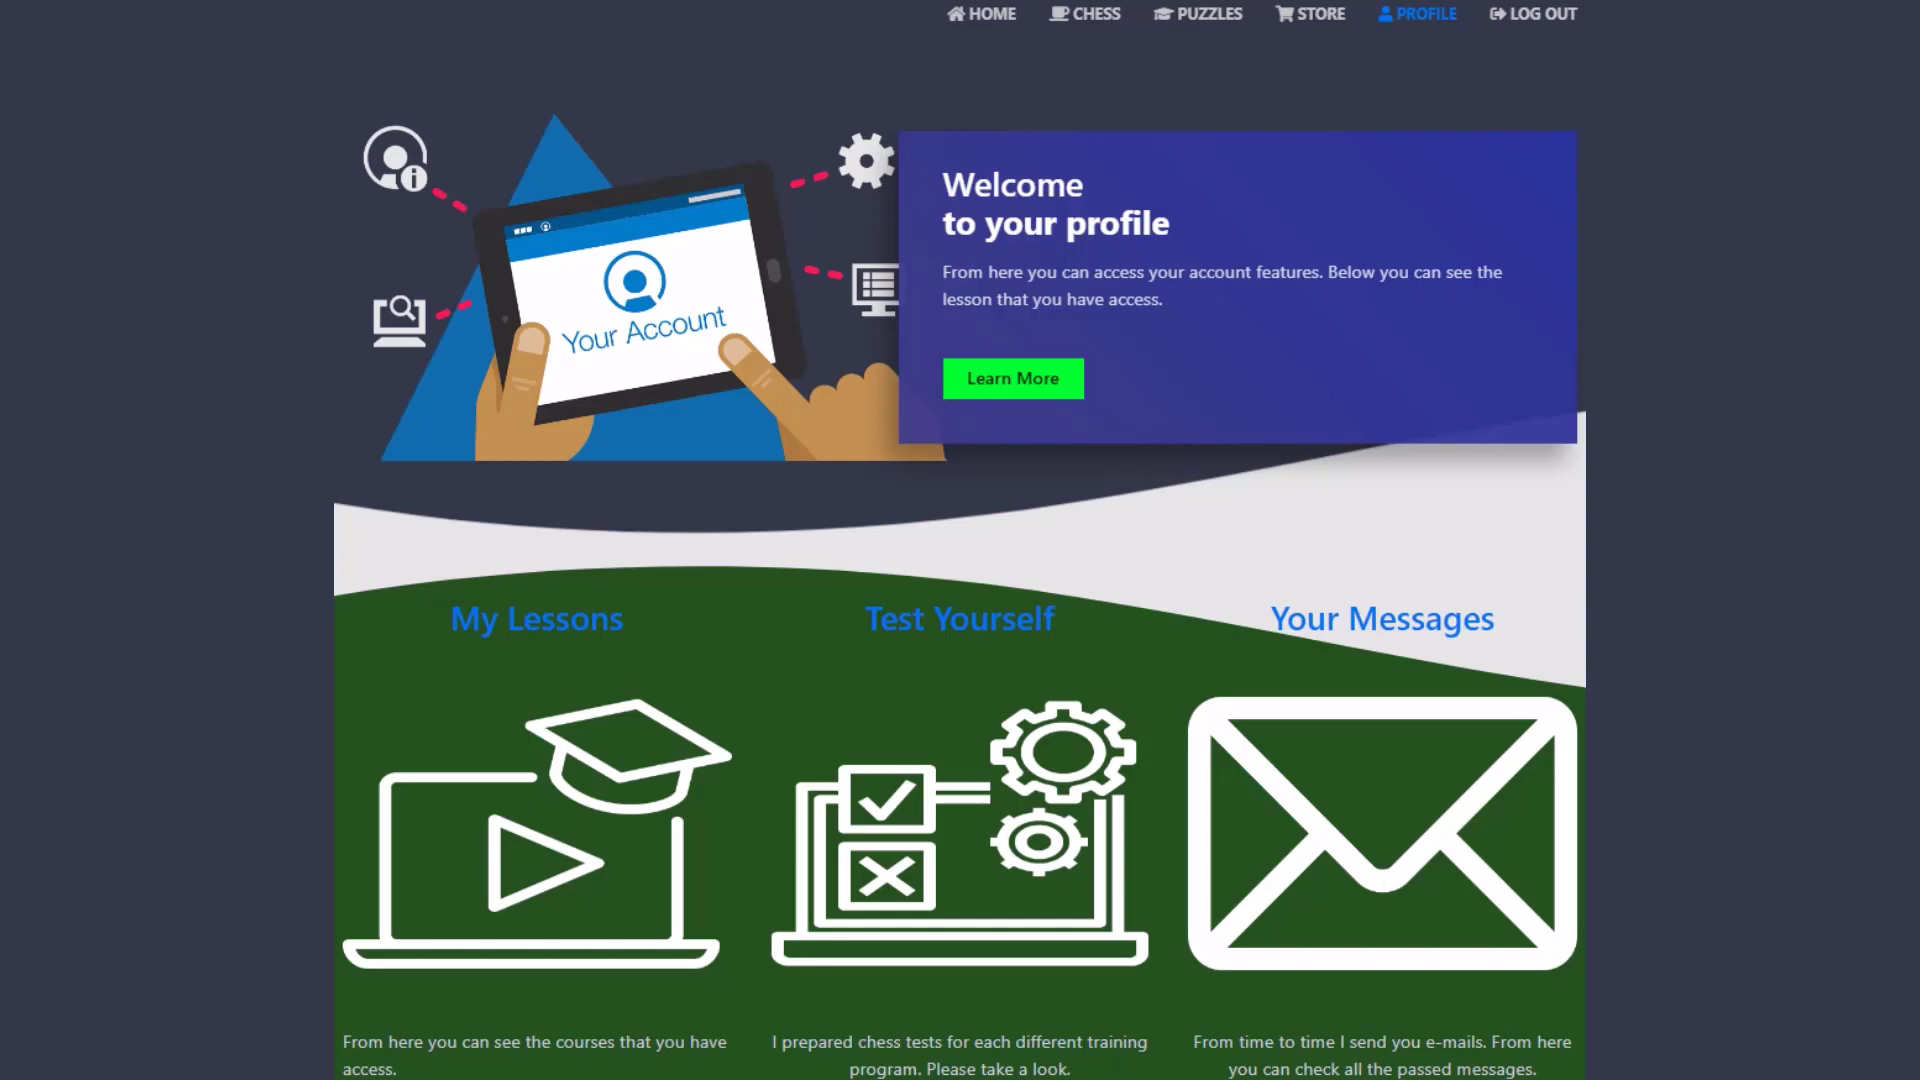 HOME CHESS PUZZLES STORE PROFILE LOG OUT
Your Account
Welcome
to your profile
From here you can access your account features. Below you can see the
lesson that you have access.
Learn More
My Lessons
From here you can see the courses that you have
access.
Test Yourself
I prepared chess tests for each different training
program. Please take a look.
Your Messages
From time to time I send you e-mails. From here
you can check all the passed messages.